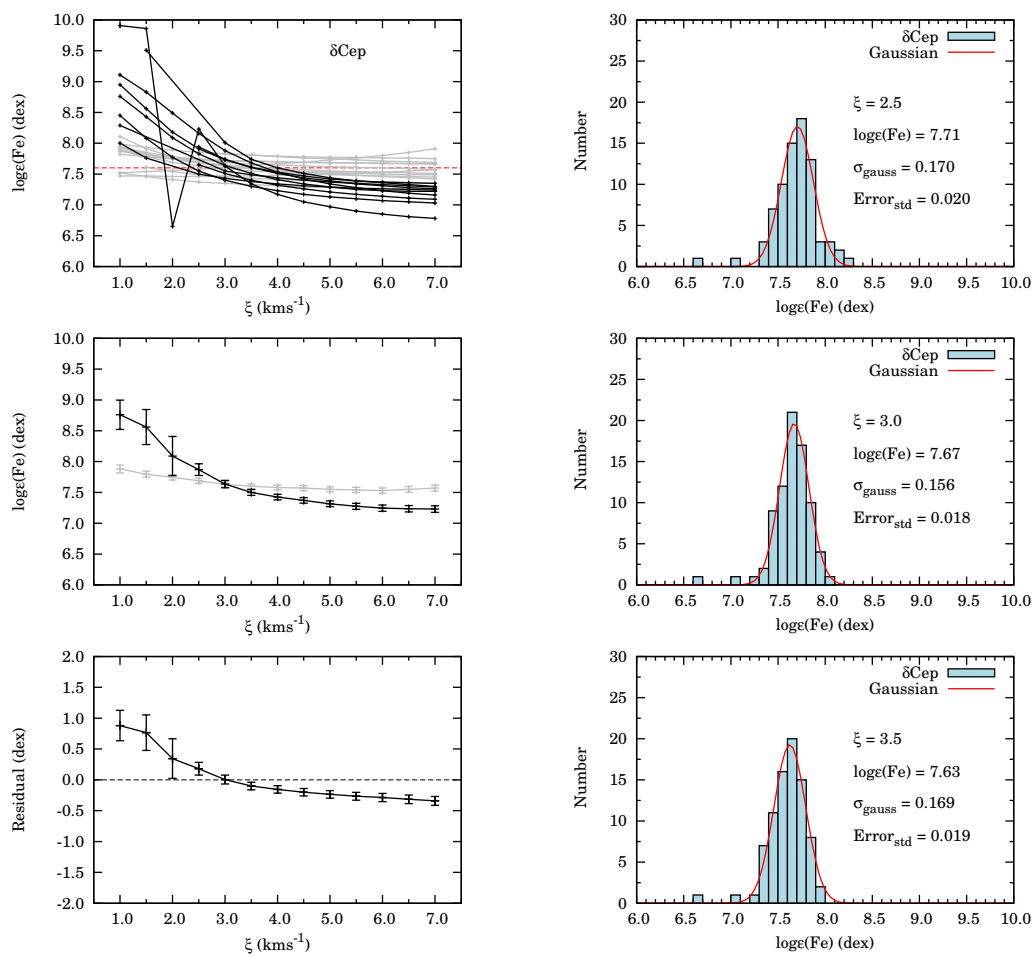 δCep
logε(Fe) (dex)
10.0
9.5
9.0
8.5
8.0
7.5
7.0
6.5
6.0
1.0 2.0 3.0 4.0 5.0 6.0 7.0
ξ (kms-1)
δCep
Gaussian
Number
30
25
20
15
10
5
0
ξ = 2.5
logε(Fe) = 7.71
σgauss = 0.170
Errorstd = 0.020
6.0 6.5 7.0 7.5 8.0 8.5 9.0 9.5 10.0
logε(Fe) (dex)
logε(Fe) (dex)
10.0
9.5
9.0
8.5
8.0
7.5
7.0
6.5
6.0
1.0 2.0 3.0 4.0 5.0 6.0 7.0
ξ (kms-1)
δCep
Gaussian
Number
30
25
20
15
10
5
0
ξ = 3.0
logε(Fe) = 7.67
σgauss = 0.156
Errorstd = 0.018
6.0 6.5 7.0 7.5 8.0 8.5 9.0 9.5 10.0
logε(Fe) (dex)
Residual (dex)
2.0
1.5
1.0
0.5
0.0
-0.5
-1.0
-1.5
-2.0
1.0 2.0 3.0 4.0 5.0 6.0 7.0
ξ (kms-1)
δCep
Gaussian
Number
30
25
20
15
10
5
0
ξ = 3.5
logε(Fe) = 7.63
σgauss = 0.169
Errorstd = 0.019
6.0 6.5 7.0 7.5 8.0 8.5 9.0 9.5 10.0
logε(Fe) (dex)